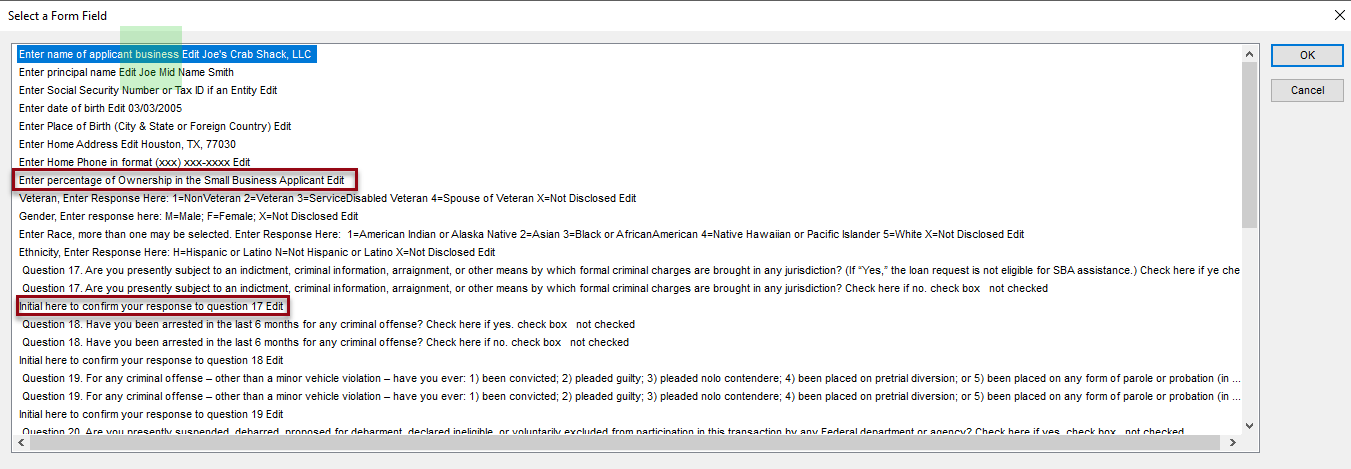 Select a Form Field
Enter name of applicant business Edit Joe's Crab Shack, LLC
OK
Enter principal name Edit Joe Mid Name Smith
Enter Social Security Number or Tax ID if an Entity Edit
Cancel
Enter date of birth Edit 03/03/2005
Enter Place of Birth (City & State or Foreign Country) Edit
Enter Home Address Edit Houston, TX, 77030
Enter Home Phone in format (xxx) xxx-xxxx Edit
Enter percentage of Ownership in the Small Business Applicant Edit
Veteran, Enter Response Here: 1=NonVeteran 2=Veteran 3=ServiceDisabled Veteran 4=Spouse of Veteran X=Not Disclosed Edit
Gender, Enter response here: M=Male; F=Female; X=Not Disclosed Edit
Enter Race, more than one may be selected. Enter Response Here:  1=American Indian or Alaska Native 2=Asian 3=Black or AfricanAmerican 4=Native Hawaiian or Pacific Islander 5=White X=Not Disclosed Edit
Ethnicity, Enter Response Here: H=Hispanic or Latino N=Not Hispanic or Latino X=Not Disclosed Edit
Question 17. Are you presently subject to an indictment, criminal information, arraignment, or other means by which formal criminal charges are brought in any jurisdiction? (If “Yes,” the loan request is not eligible for SBA assistance.) Check here if ye che
Question 17. Are you presently subject to an indictment, criminal information, arraignment, or other means by which formal criminal charges are brought in any jurisdiction? Check here if no. check box   not checked
Initial here to confirm your response to question 17 Edit
Question 18. Have you been arrested in the last 6 months for any criminal offense? Check here if yes. check box   not checked
Question 18. Have you been arrested in the last 6 months for any criminal offense? Check here if no. check box   not checked
Initial here to confirm your response to question 18 Edit
Question 19. For any criminal offense – other than a minor vehicle violation – have you ever: 1) been convicted; 2) pleaded guilty; 3) pleaded nolo contendere; 4) been placed on pretrial diversion; or 5) been placed on any form of parole or probation (in ...
Question 19. For any criminal offense – other than a minor vehicle violation – have you ever: 1) been convicted; 2) pleaded guilty; 3) pleaded nolo contendere; 4) been placed on pretrial diversion; or 5) been placed on any form of parole or probation (in ...
Initial here to confirm your response to question 19 Edit
Question 20. Are you presently suspended, debarred, proposed for debarment, declared ineligible, or voluntarily excluded from participation in this transaction by any Federal department or agency? Check here if yes. check box   not checked